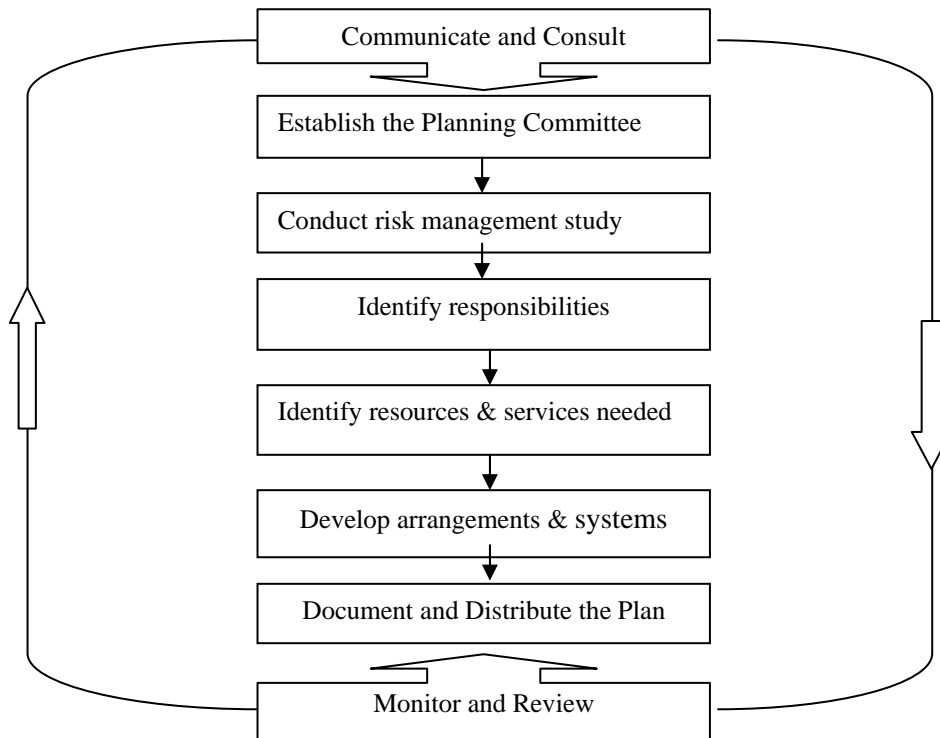 Communicate and Consult
Establish the Planning Committee
Conduct risk management study
Identify responsibilities
Identify resources & services needed
Develop arrangements & systems
Document and Distribute the Plan
Monitor and Review